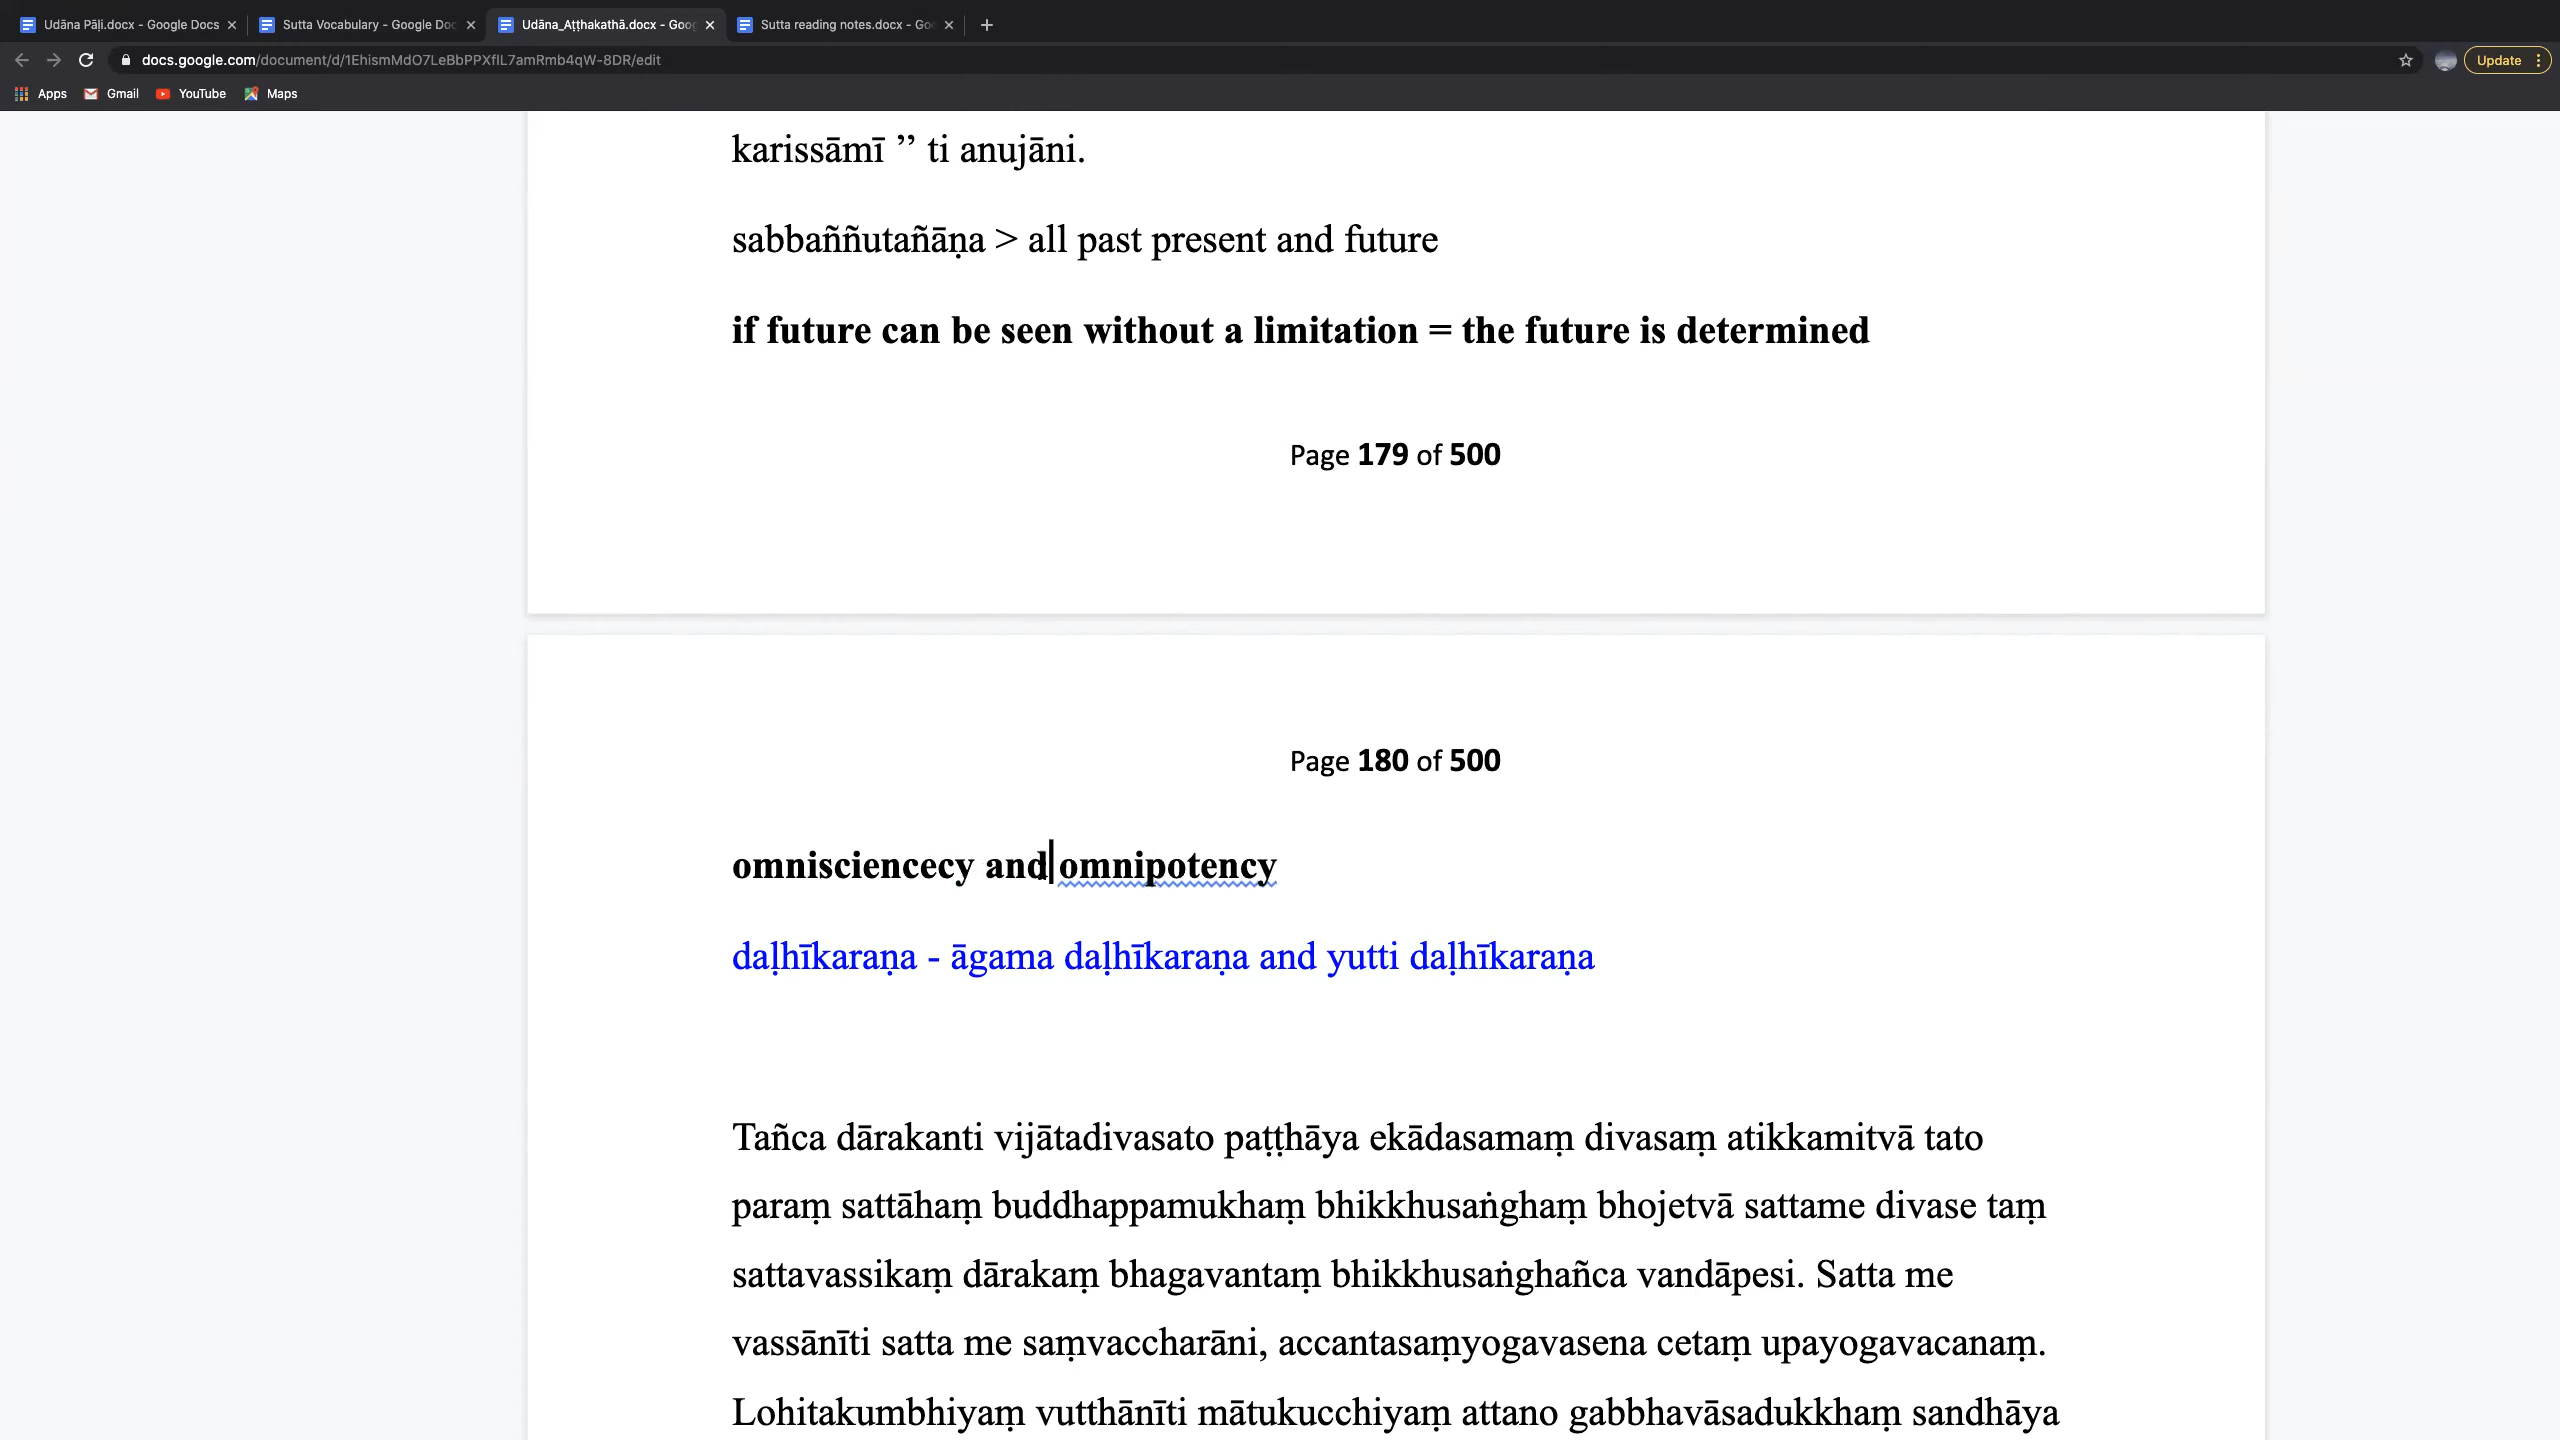 Udāna Pāḷi.docx - Google Docs
Sutta Vocabulary - Google Doc
Udāna_Aṭṭhakathā.docx - Goog
Sutta reading notes.docx - Go
docs.google.com/document/d/1EhismMdO7LeBbPPXflL7amRmb4qW-8DR/edit
Update
Apps
Gmail
YouTube
Maps
karissāmī ” ti anujāni.
sabbaññutañāṇa > all past present and future
if future can be seen without a limitation = the future is determined
Page 179 of 500
Page 180 of 500
omnisciencecy and omnipotency
daḷhīkaraṇa - āgama daḷhīkaraṇa and yutti daḷhīkaraṇa
Tañca dārakanti vijātadivasato paṭṭhāya ekādasamaṃ divasaṃ atikkamitvā tato
paraṃ sattāhaṃ buddhappamukhaṃ bhikkhusaṅghaṃ bhojetvā sattame divase taṃ
sattavassikaṃ dārakaṃ bhagavantaṃ bhikkhusaṅghañca vandāpesi. Satta me
vassānīti satta me saṃvaccharāni, accantasaṃyogavasena cetaṃ upayogavacanaṃ.
Lohitakumbhiyaṃ vutthānīti mātukucchiyaṃ attano gabbhavāsadukkhaṃ sandhāya